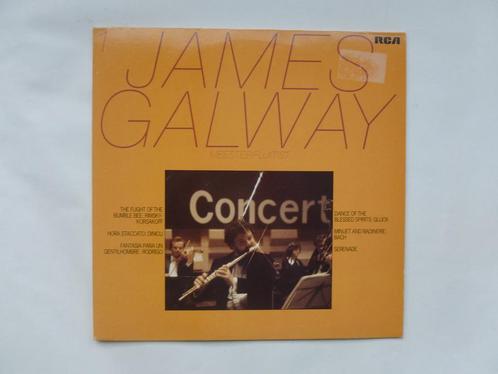 RCA
JAMES
GALWAY
MEESTERFLUITIST
Concert
THE FLIGHT OF THE
BUMBLE BEE; RIMSKY-
KORSAKOFF
HORA STACCATO; DINICU
FANTASIA PARA UN
GENTILHOMBRE; RODRIGO
DANCE OF THE
BLESSED SPIRITS; GLUCK
MINUET AND BADINERIE;
BACH
SERENADE;